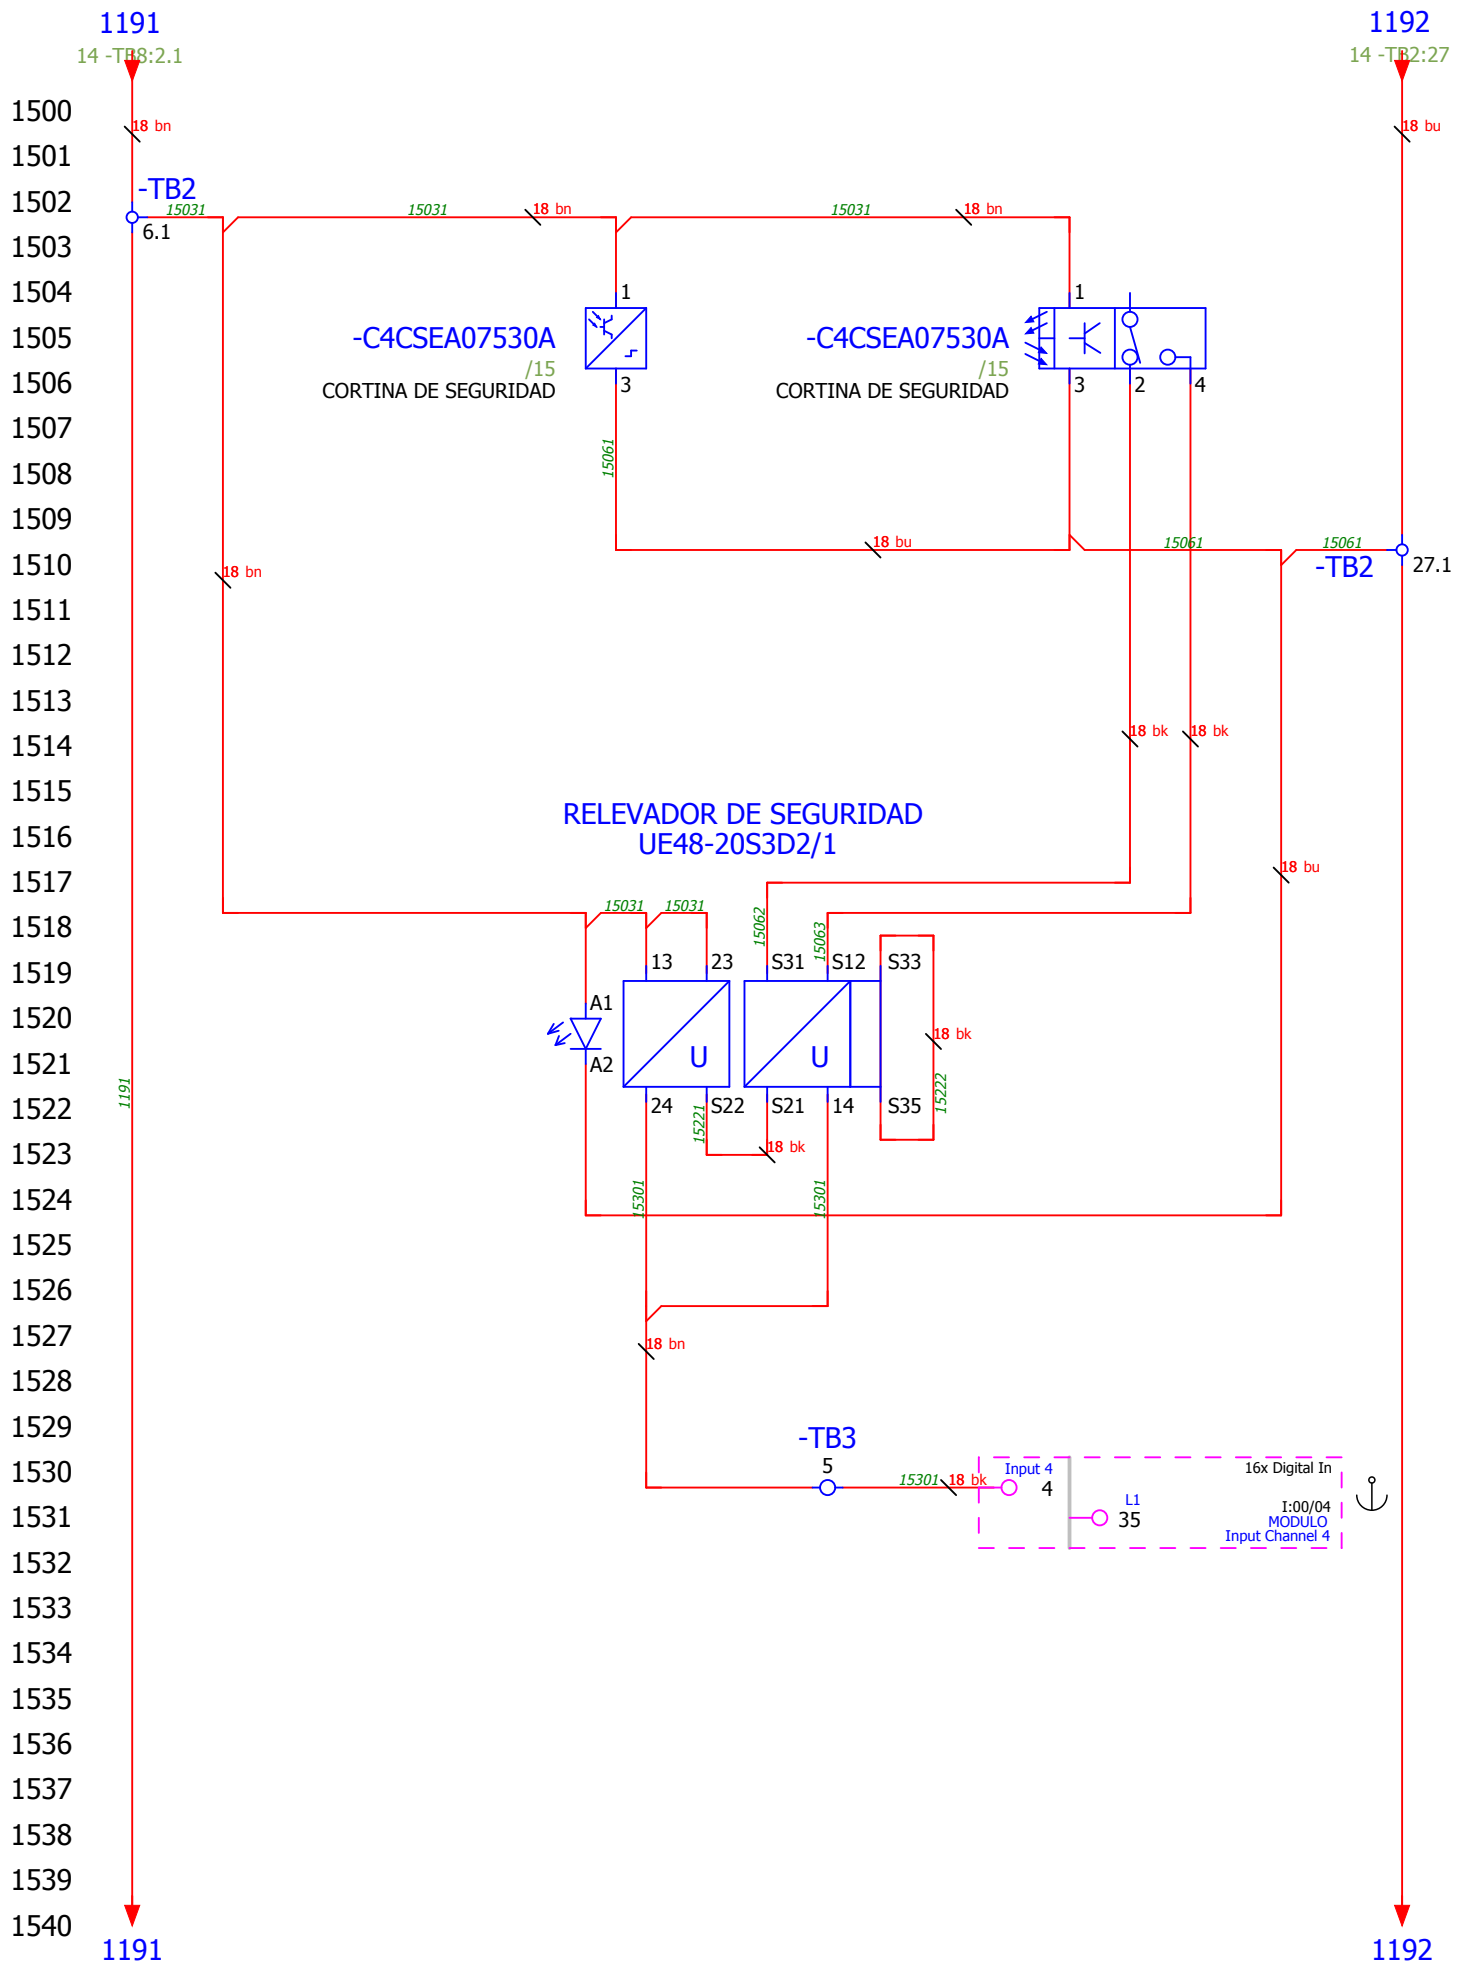 1191
1192
14 -TB8:2.1
14 -TB2:27
1500
18 bn
18 bu
1501
1502
-TB2
15031
15031
18 bn
15031
18 bn
6.1
1503
1504
1
1
1505
-C4CSEA07530A
-C4CSEA07530A
/15
/15
1506
CORTINA DE SEGURIDAD
3
CORTINA DE SEGURIDAD
3
2
4
1507
15061
1508
1509
18 bu
15061
15061
1510
-TB2
27.1
18 bn
1511
1512
1513
18 bk
18 bk
1514
1515
RELEVADOR DE SEGURIDAD
1516
UE48-20S3D2/1
18 bu
1517
15031
15031
15062
15063
1518
13
23
S31
S12
S33
1519
A1
1520
18 bk
U
U
A2
1521
1191
15222
24
S22
S21
14
S35
1522
15221
18 bk
1523
15301
15301
1524
1525
1526
1527
18 bn
1528
1529
-TB3
1530
5
Input 4
16x Digital In
15301
18 bk
4
L1
I:00/04
1531
35
MODULO
Input Channel 4
1532
1533
1534
1535
1536
1537
1538
1539
1540
1191
1192